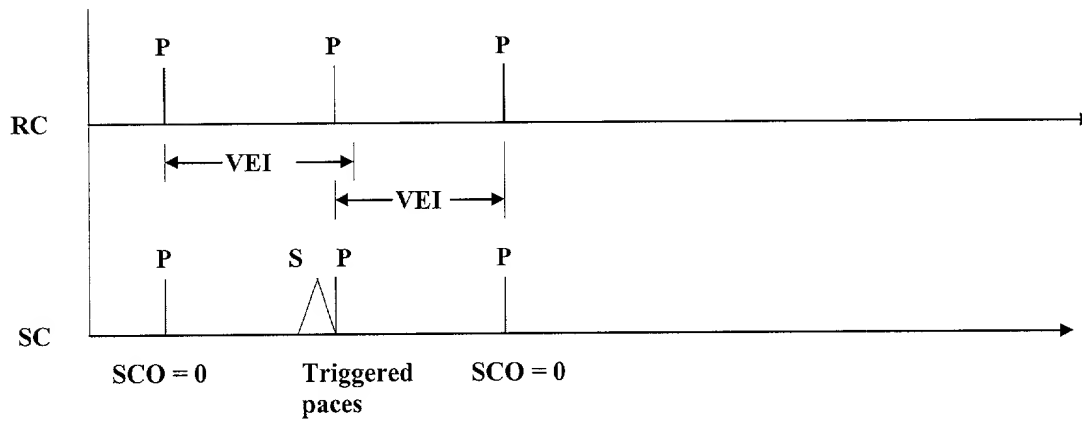 P P P
RC
VEI
VEI
P S P P
SC
SCO = 0 Triggered SCO = 0
paces